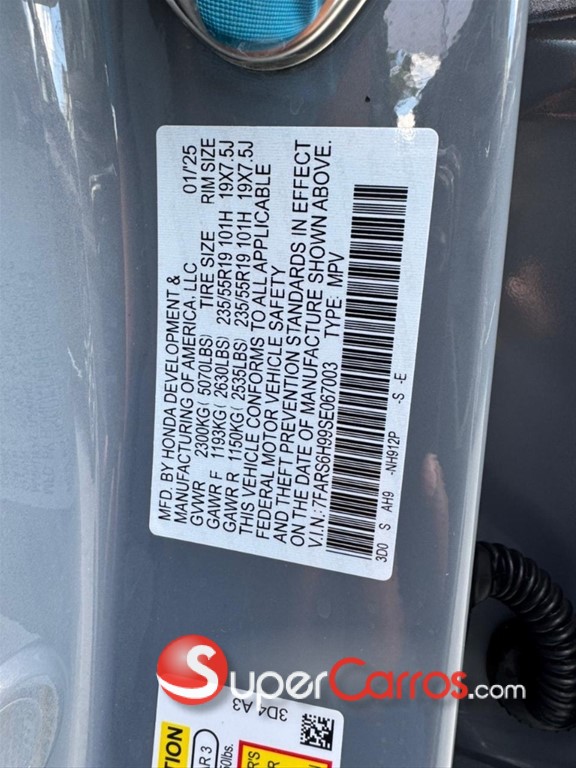 MFD. BY HONDA DEVELOPMENT &
MANUFACTURING OF AMERICA, LLC 01/25
GVWR 2300KG( 5070LBS) TIRE SIZE RIM SIZE
GAWR F 1193KG( 2630LBS) 235/55R19 101H 19X7.5J
GAWR R 1150KG( 2535LBS) 235/55R19 101H 19X7.5J
THIS VEHICLE CONFORMS TO ALL APPLICABLE
FEDERAL MOTOR VEHICLE SAFETY
AND THEFT PREVENTION STANDARDS IN EFFECT
ON THE DATE OF MANUFACTURE SHOWN ABOVE.
V.I.N.:7FARS6H99SE067003 TYPE: MPV
3D0 S AH9 -NH912P -S -E
SuperCarros.com
3D4 A3